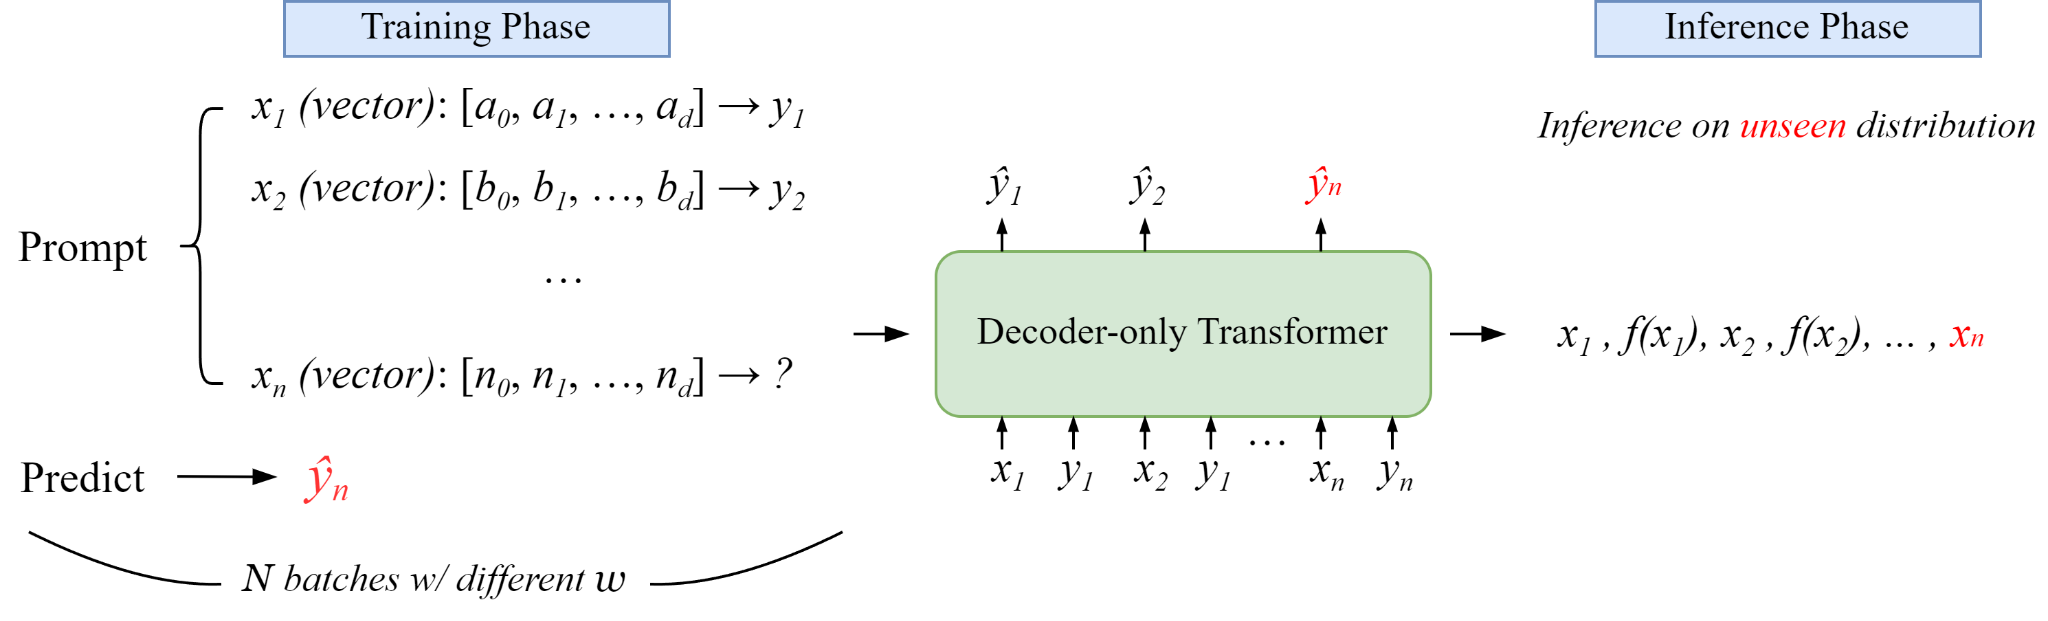 Training Phase
x1 (vector): [a0, a1, ..., ad] → y1
x2 (vector): [b0, b1, ..., bd] → y2
Prompt
...
xn (vector): [n0, n1, ..., nd] → ?
Predict → ŷn
N batches w/ different w
ŷ1 ŷ2 ŷn
Decoder-only Transformer
x1 y1 x2 y1 ... xn yn
Inference Phase
Inference on unseen distribution
x1 , f(x1), x2 , f(x2), ... , xn